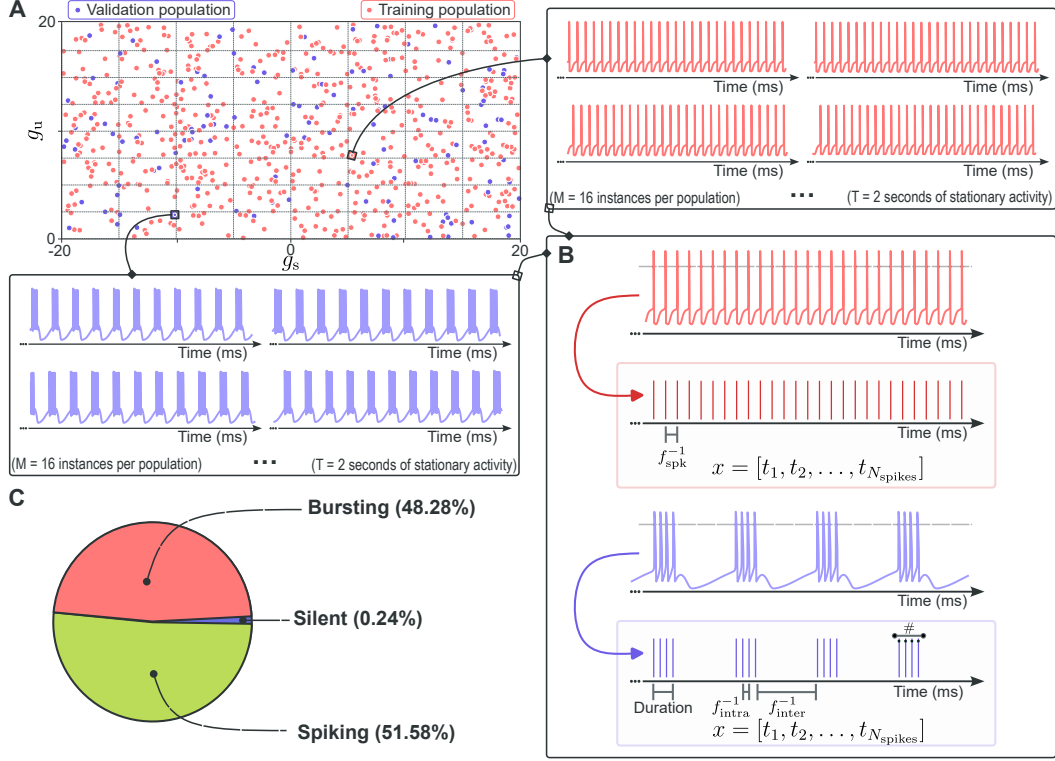 A
Validation population
Training population
20
g_u
0
-20
0
20
g_s
Time (ms)
Time (ms)
Time (ms)
Time (ms)
(M = 16 instances per population)
...
(T = 2 seconds of stationary activity)
Time (ms)
Time (ms)
Time (ms)
Time (ms)
(M = 16 instances per population)
...
(T = 2 seconds of stationary activity)
B
Time (ms)
Time (ms)
f_spk^-1
x = [t_1, t_2, ..., t_N_spikes]
Time (ms)
#
Time (ms)
Duration
f_intra^-1
f_inter^-1
x = [t_1, t_2, ..., t_N_spikes]
C
Bursting (48.28%)
Silent (0.24%)
Spiking (51.58%)